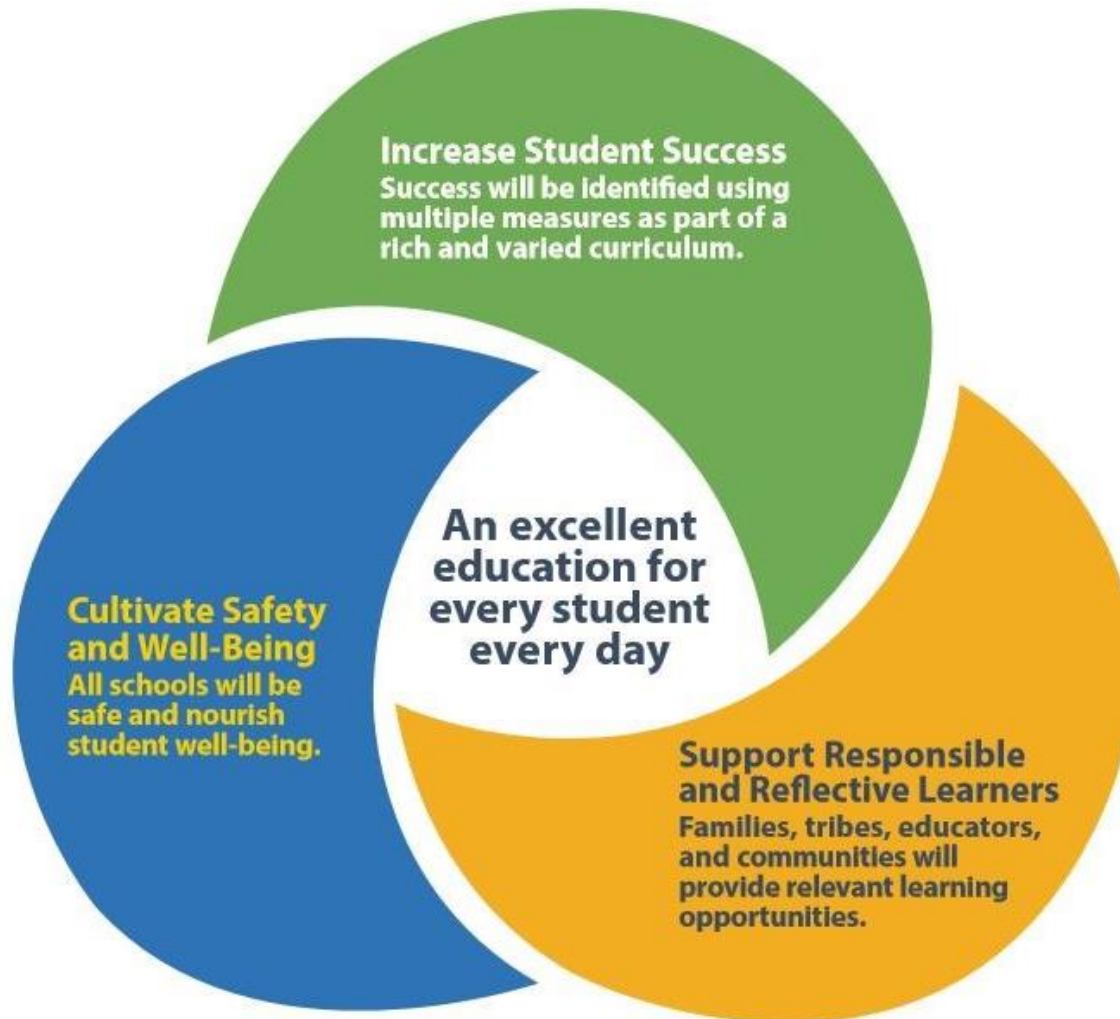 Increase Student Success
Success will be identified using
multiple measures as part of a
rich and varied curriculum.
An excellent
education for
every student
every day
Cultivate Safety
and Well-Being
All schools will be
safe and nourish
student well-being.
Support Responsible
and Reflective Learners
Families, tribes, educators,
and communities will
provide relevant learning
opportunities.